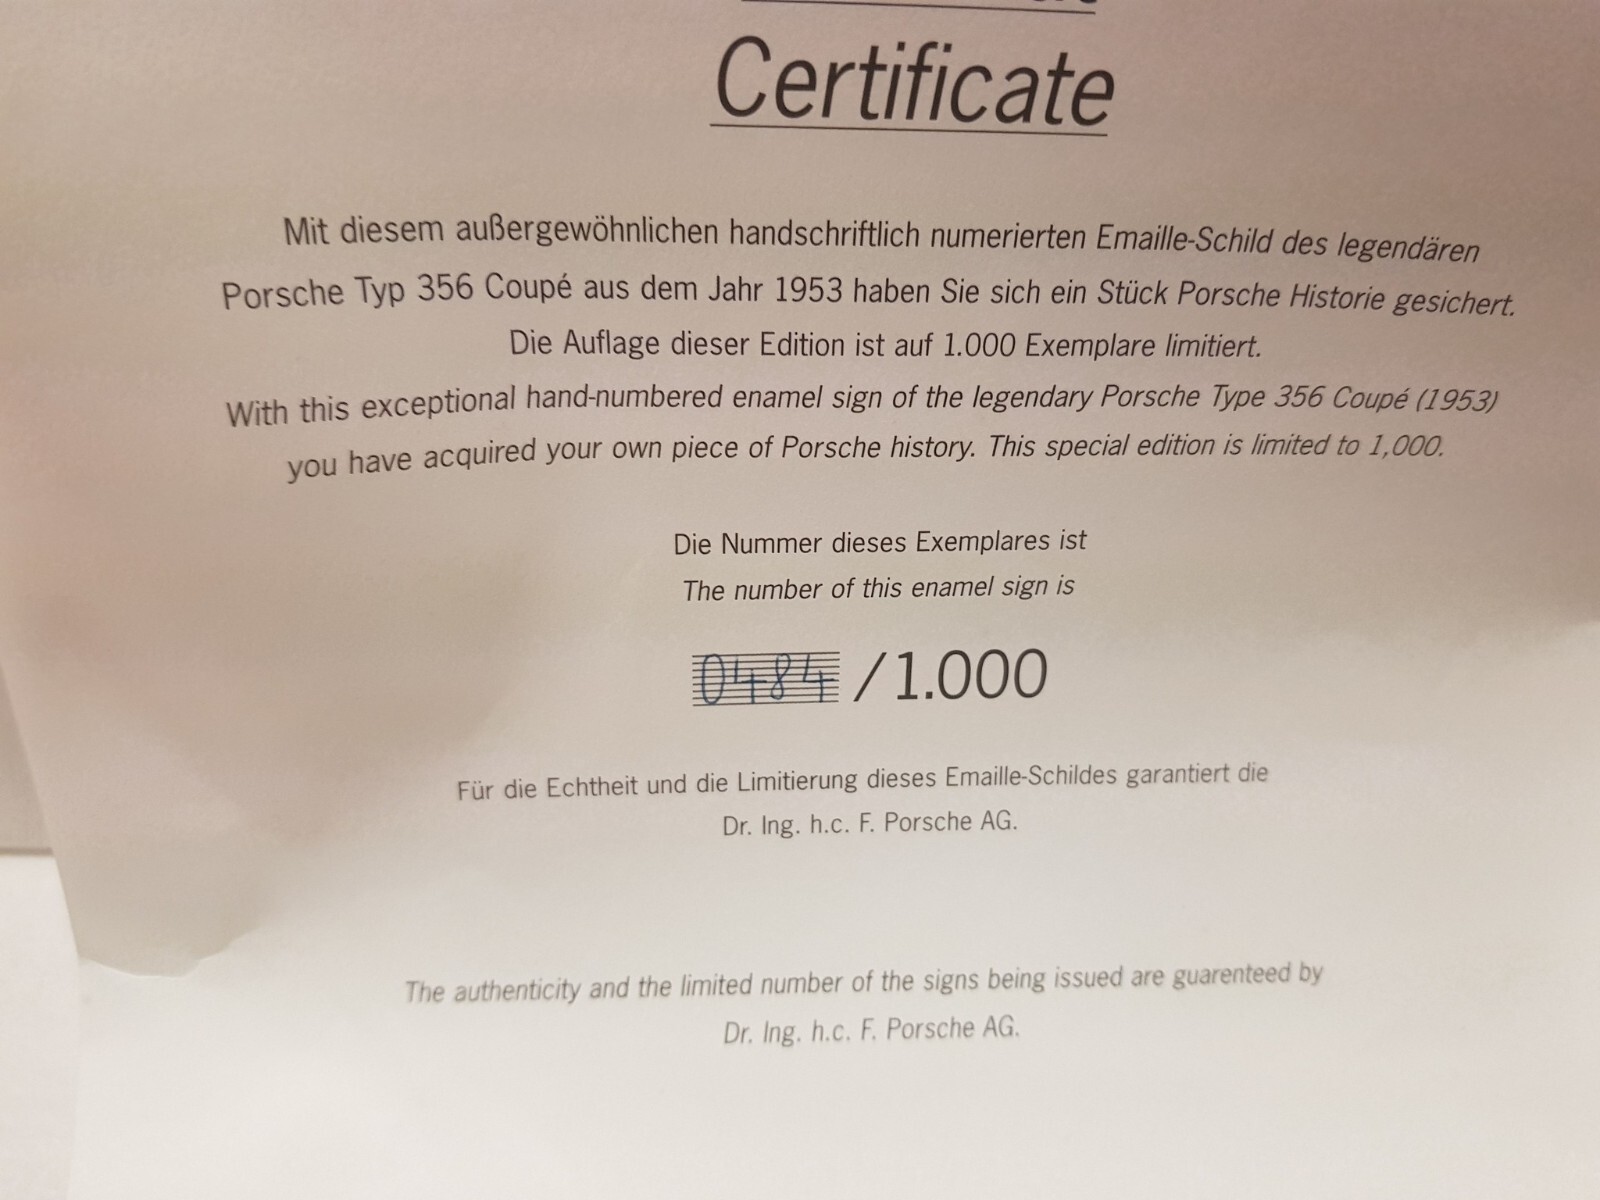 Certificate
Mit diesem außergewöhnlichen handschriftlich numerierten Emaille-Schild des legendären
Porsche Typ 356 Coupé aus dem Jahr 1953 haben Sie sich ein Stück Porsche Historie gesichert.
Die Auflage dieser Edition ist auf 1.000 Exemplare limitiert.
With this exceptional hand-numbered enamel sign of the legendary Porsche Type 356 Coupé (1953)
you have acquired your own piece of Porsche history. This special edition is limited to 1,000.
Die Nummer dieses Exemplares ist
The number of this enamel sign is
0484 / 1.000
Für die Echtheit und die Limitierung dieses Emaille-Schildes garantiert die
Dr. Ing. h.c. F. Porsche AG.
The authenticity and the limited number of the signs being issued are guarenteed by
Dr. Ing. h.c. F. Porsche AG.